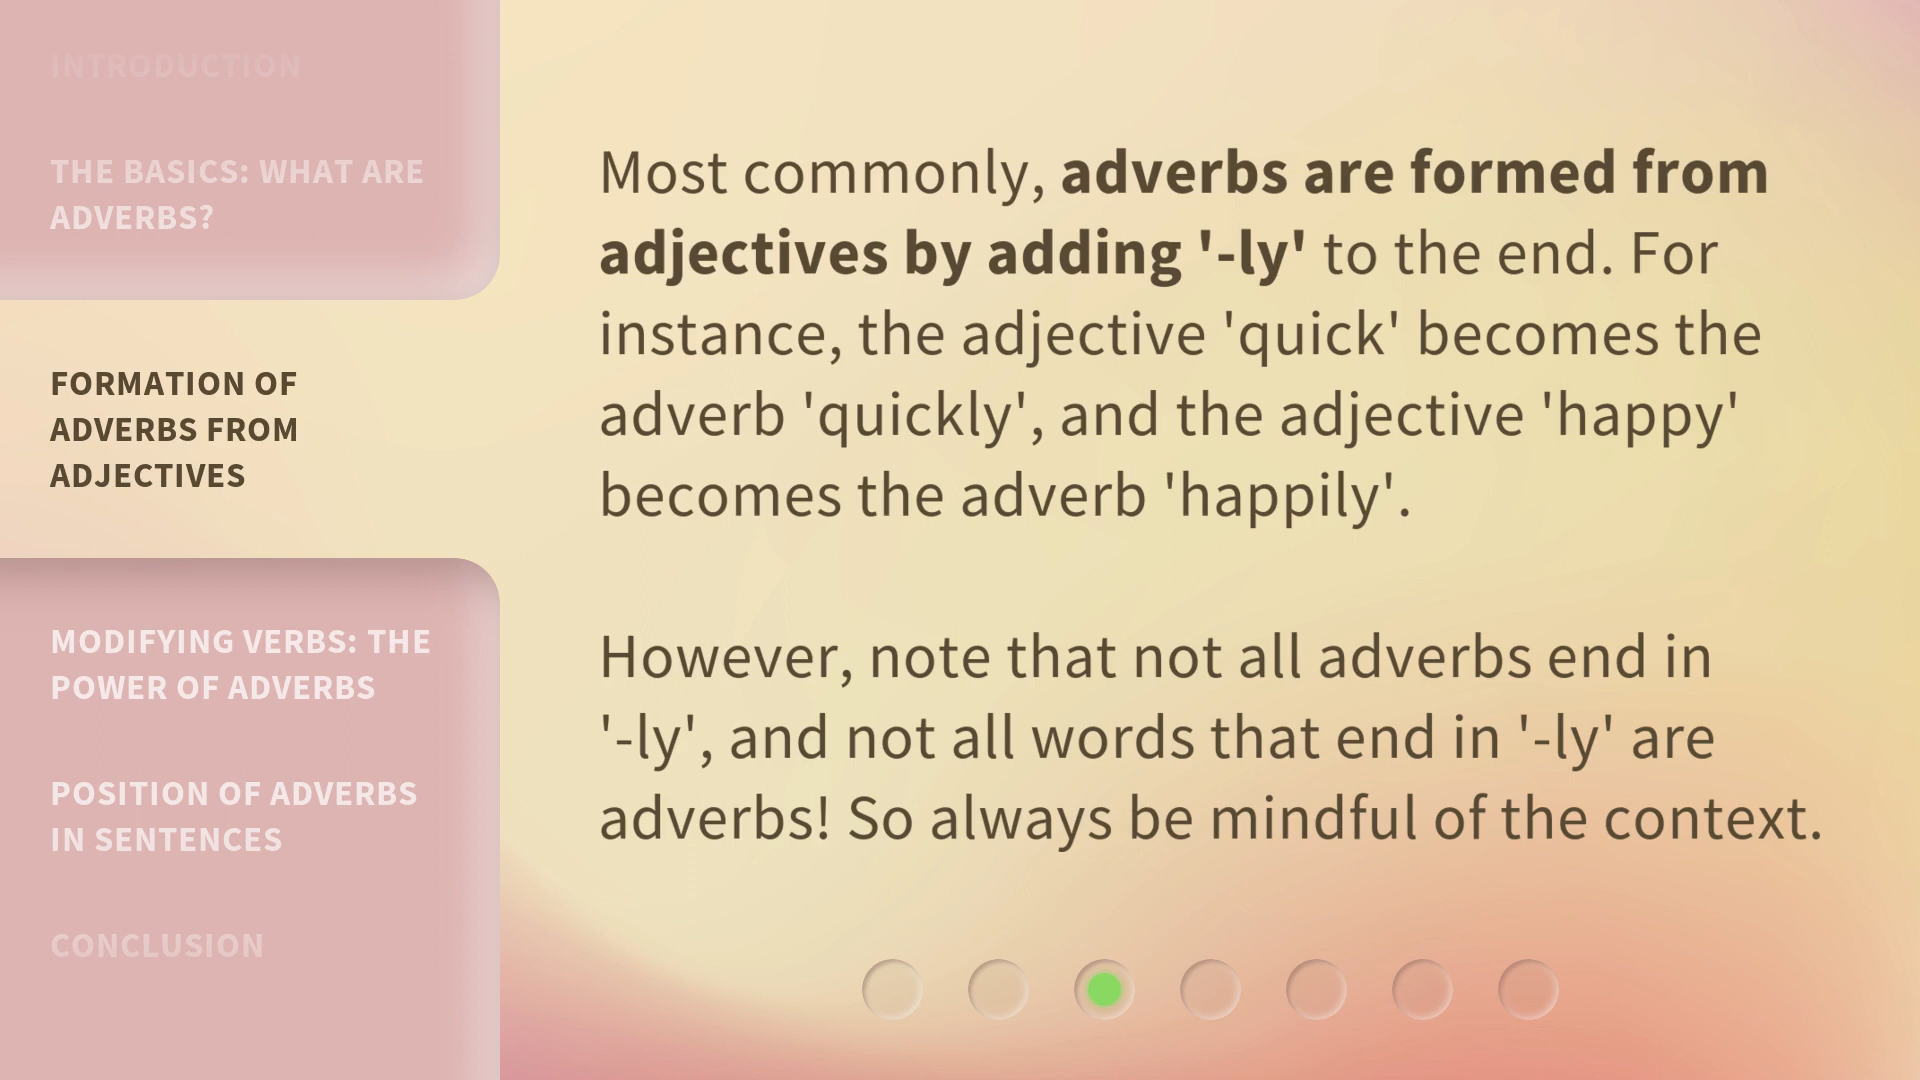 INTRODUCTION
THE BASICS: WHAT ARE
ADVERBS?
FORMATION OF
ADVERBS FROM
ADJECTIVES
MODIFYING VERBS: THE
POWER OF ADVERBS
POSITION OF ADVERBS
IN SENTENCES
CONCLUSION
Most commonly, adverbs are formed from
adjectives by adding '-ly' to the end. For
instance, the adjective 'quick' becomes the
adverb 'quickly', and the adjective 'happy'
becomes the adverb 'happily'.
However, note that not all adverbs end in
'-ly', and not all words that end in '-ly' are
adverbs! So always be mindful of the context.